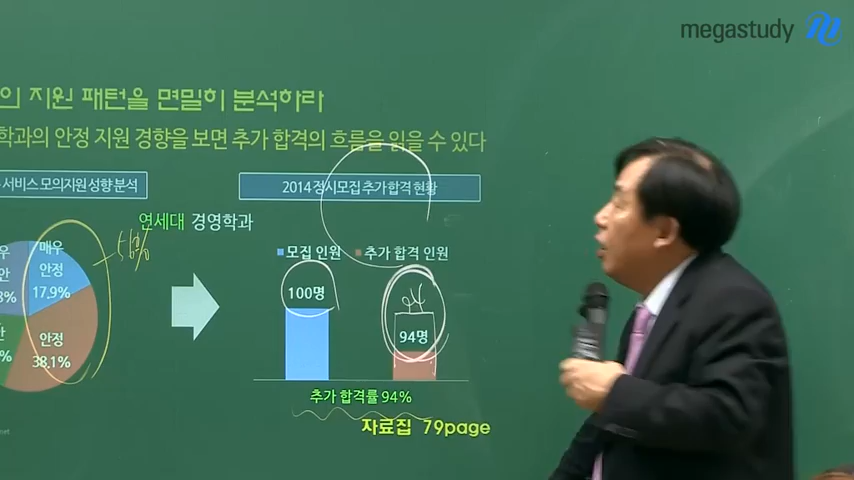 megastudy
인 지원 패턴을 면밀히 분석하라
학과의 안정 지원 경향을 보면 추가 합격의 흐름을 읽을 수 있다
서비스 모의지원 성향 분석
2014 정시모집 추가합격 현황
연세대 경영학과
56%
매우
안정
17.9%
안정
38.1%
모집 인원
추가 합격 인원
100명
94명
추가 합격률 94%
자료집 79page